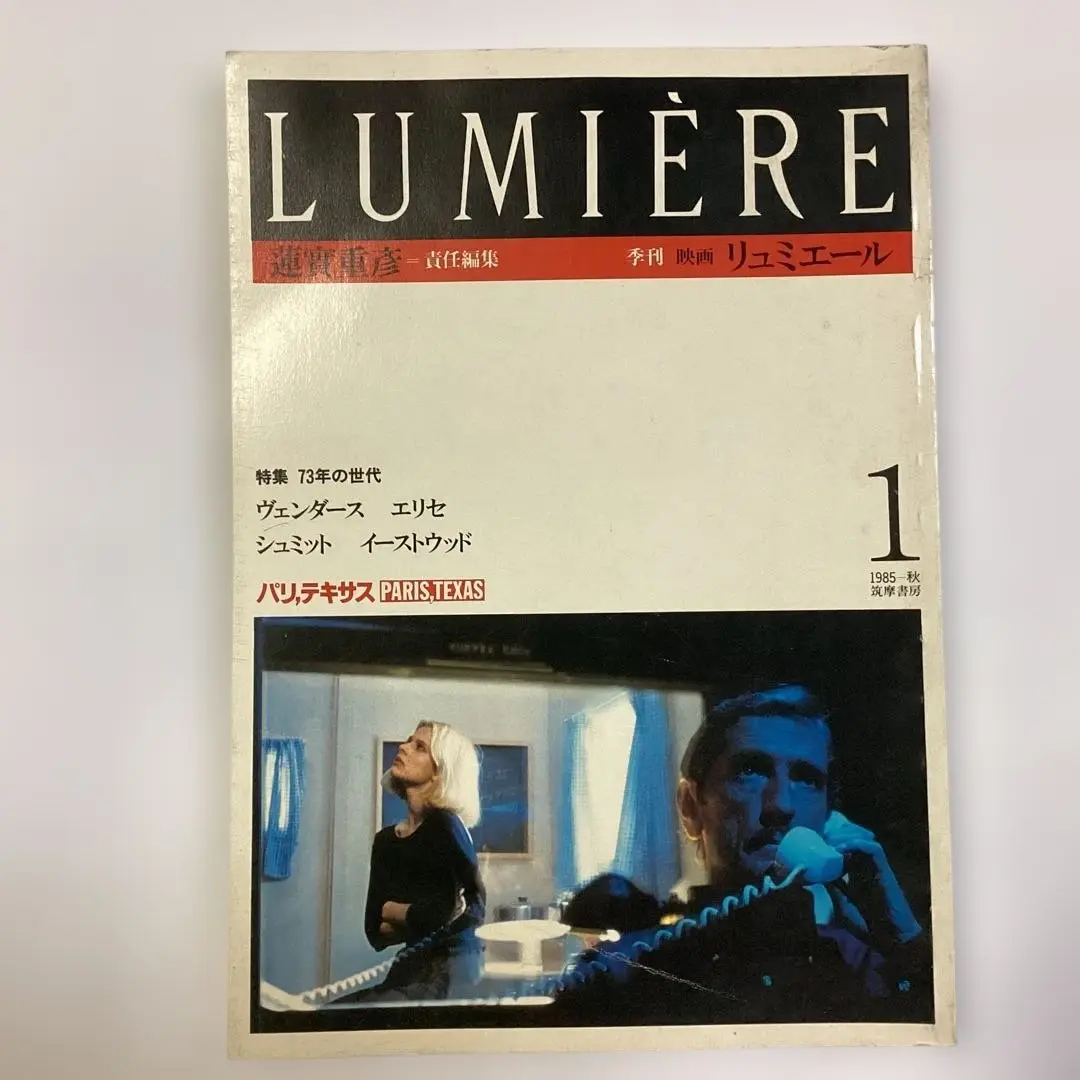 LUMIÈRE
蓮實重彦=責任編集
季刊 映画 リュミエール
特集 73年の世代
ヴェンダース エリセ
シュミット イーストウッド
パリ,テキサス PARIS,TEXAS
1
1985–秋
筑摩書房